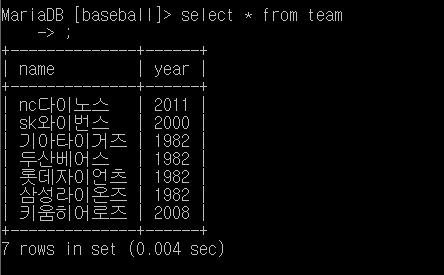 MariaDB [baseball]> select * from team
    -> ;
+---------------+------+
| name          | year |
+---------------+------+
| nc다이노스    | 2011 |
| sk와이번스    | 2000 |
| 기아타이거즈  | 1982 |
| 두산베어스    | 1982 |
| 롯데자이언츠  | 1982 |
| 삼성라이온즈  | 1982 |
| 키움히어로즈  | 2008 |
+---------------+------+
7 rows in set (0.004 sec)